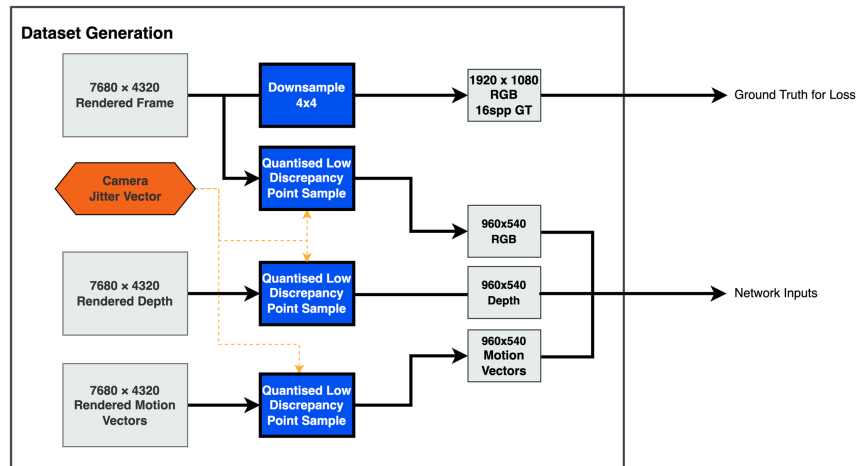 Dataset Generation
7680 × 4320
Rendered Frame
Downsample
4x4
1920 x 1080
RGB
16spp GT
Ground Truth for Loss
Camera
Jitter Vector
Quantised Low
Discrepancy
Point Sample
960x540
RGB
7680 × 4320
Rendered Depth
Quantised Low
Discrepancy
Point Sample
960x540
Depth
Network Inputs
7680 × 4320
Rendered Motion
Vectors
Quantised Low
Discrepancy
Point Sample
960x540
Motion
Vectors